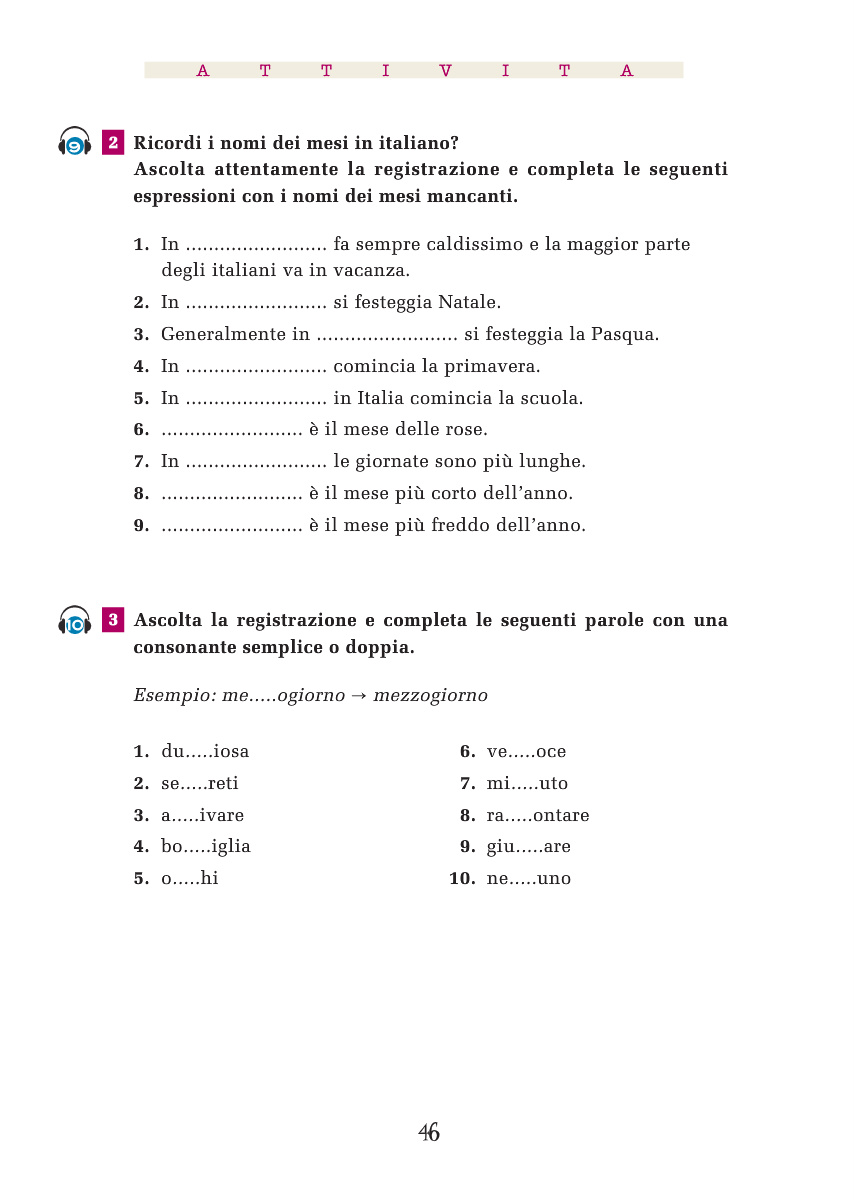 A T T I V I T A
9 2 Ricordi i nomi dei mesi in italiano?
Ascolta attentamente la registrazione e completa le seguenti
espressioni con i nomi dei mesi mancanti.
1. In ......................... fa sempre caldissimo e la maggior parte
degli italiani va in vacanza.
2. In ......................... si festeggia Natale.
3. Generalmente in ......................... si festeggia la Pasqua.
4. In ......................... comincia la primavera.
5. In ......................... in Italia comincia la scuola.
6. ......................... è il mese delle rose.
7. In ......................... le giornate sono più lunghe.
8. ......................... è il mese più corto dell’anno.
9. ......................... è il mese più freddo dell’anno.
10 3 Ascolta la registrazione e completa le seguenti parole con una
consonante semplice o doppia.
Esempio: me.....ogiorno → mezzogiorno
1. du.....iosa
2. se.....reti
3. a.....ivare
4. bo.....iglia
5. o.....hi
6. ve.....oce
7. mi.....uto
8. ra.....ontare
9. giu.....are
10. ne.....uno
46